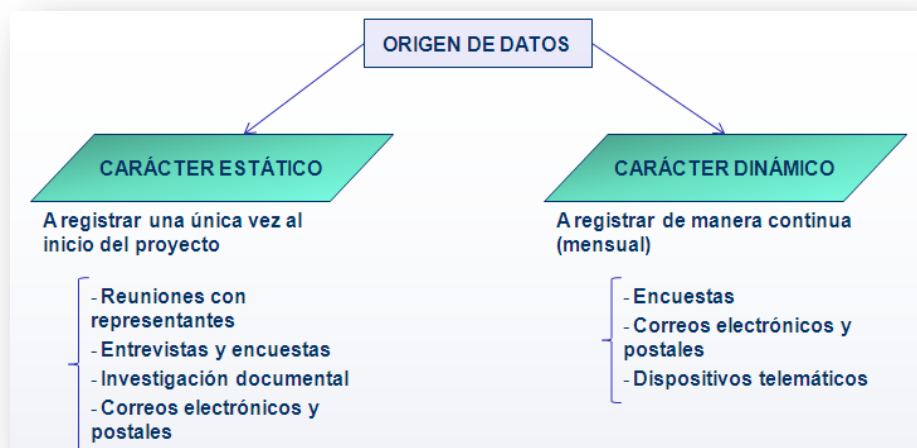 ORIGEN DE DATOS
CARÁCTER ESTÁTICO
A registrar una única vez al
inicio del proyecto
- Reuniones con
representantes
- Entrevistas y encuestas
- Investigación documental
- Correos electrónicos y
postales
CARÁCTER DINÁMICO
A registrar de manera continua
(mensual)
- Encuestas
- Correos electrónicos y
postales
- Dispositivos telemáticos